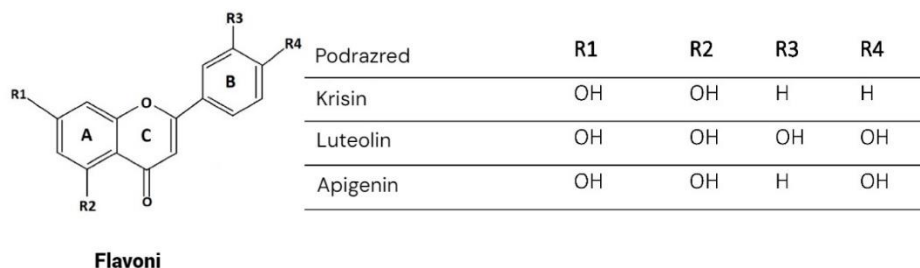 R3
R4
B
R1
O
A
C
R2
O
Flavoni
Podrazred R1 R2 R3 R4
Krisin OH OH H H
Luteolin OH OH OH OH
Apigenin OH OH H OH